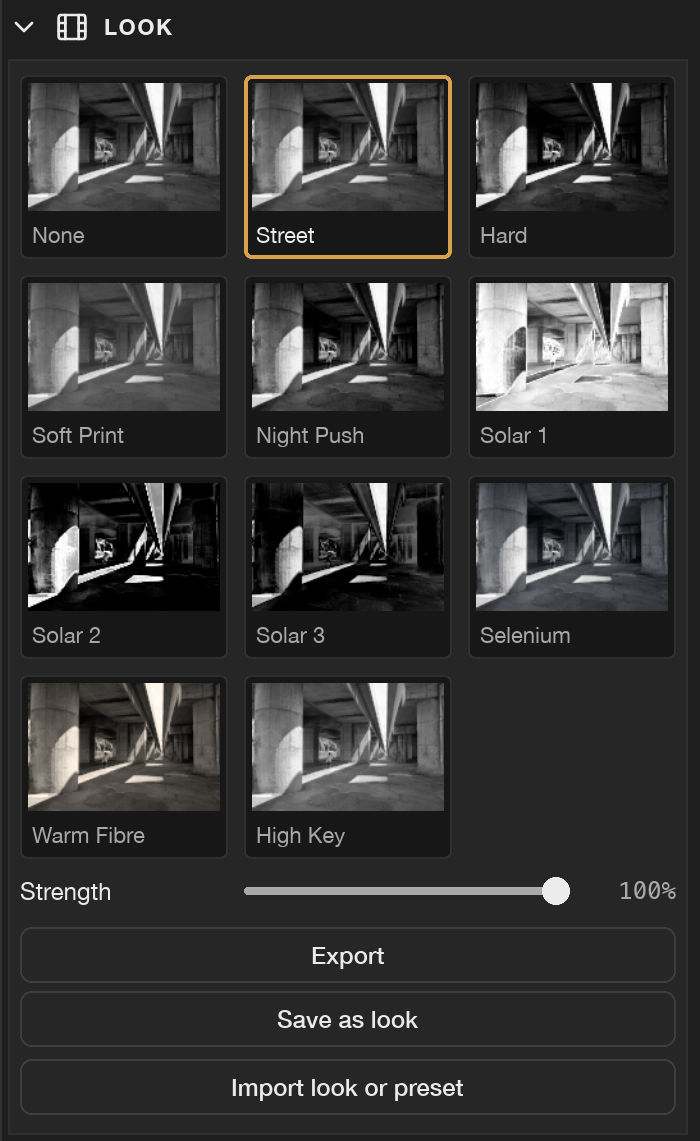 LOOK
None
Street
Hard
Soft Print
Night Push
Solar 1
Solar 2
Solar 3
Selenium
Warm Fibre
High Key
Strength 100%
Export
Save as look
Import look or preset